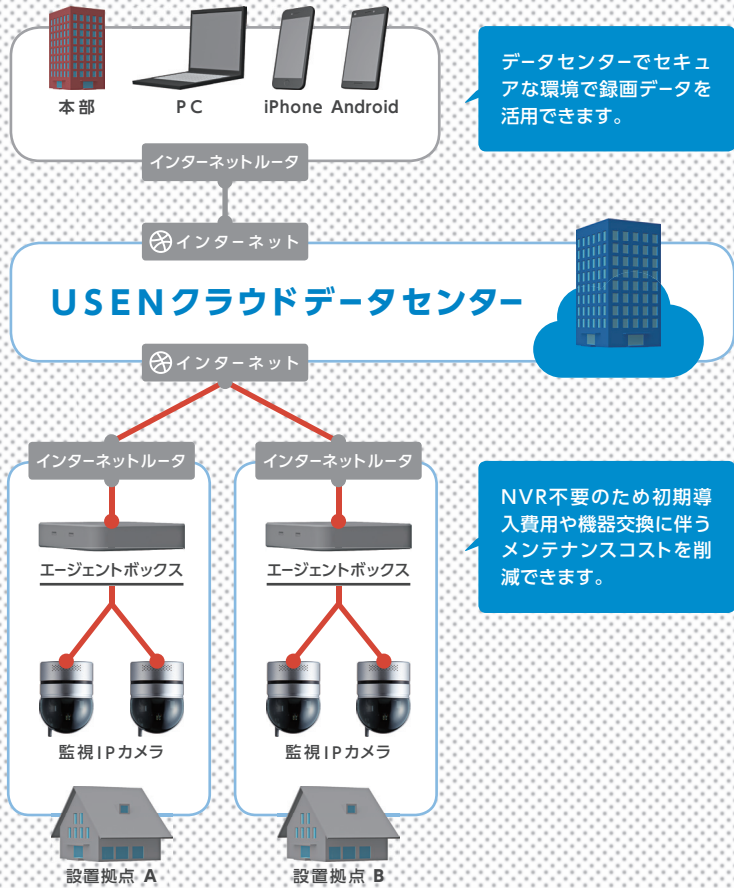 本部 PC iPhone Android
データセンターでセキュ
アな環境で録画データを
活用できます。
インターネットルータ
インターネット
USENクラウドデータセンター
インターネット
インターネットルータ インターネットルータ
NVR不要のため初期導
入費用や機器交換に伴う
メンテナンスコストを削
減できます。
エージェントボックス エージェントボックス
監視IPカメラ 監視IPカメラ
設置拠点 A 設置拠点 B